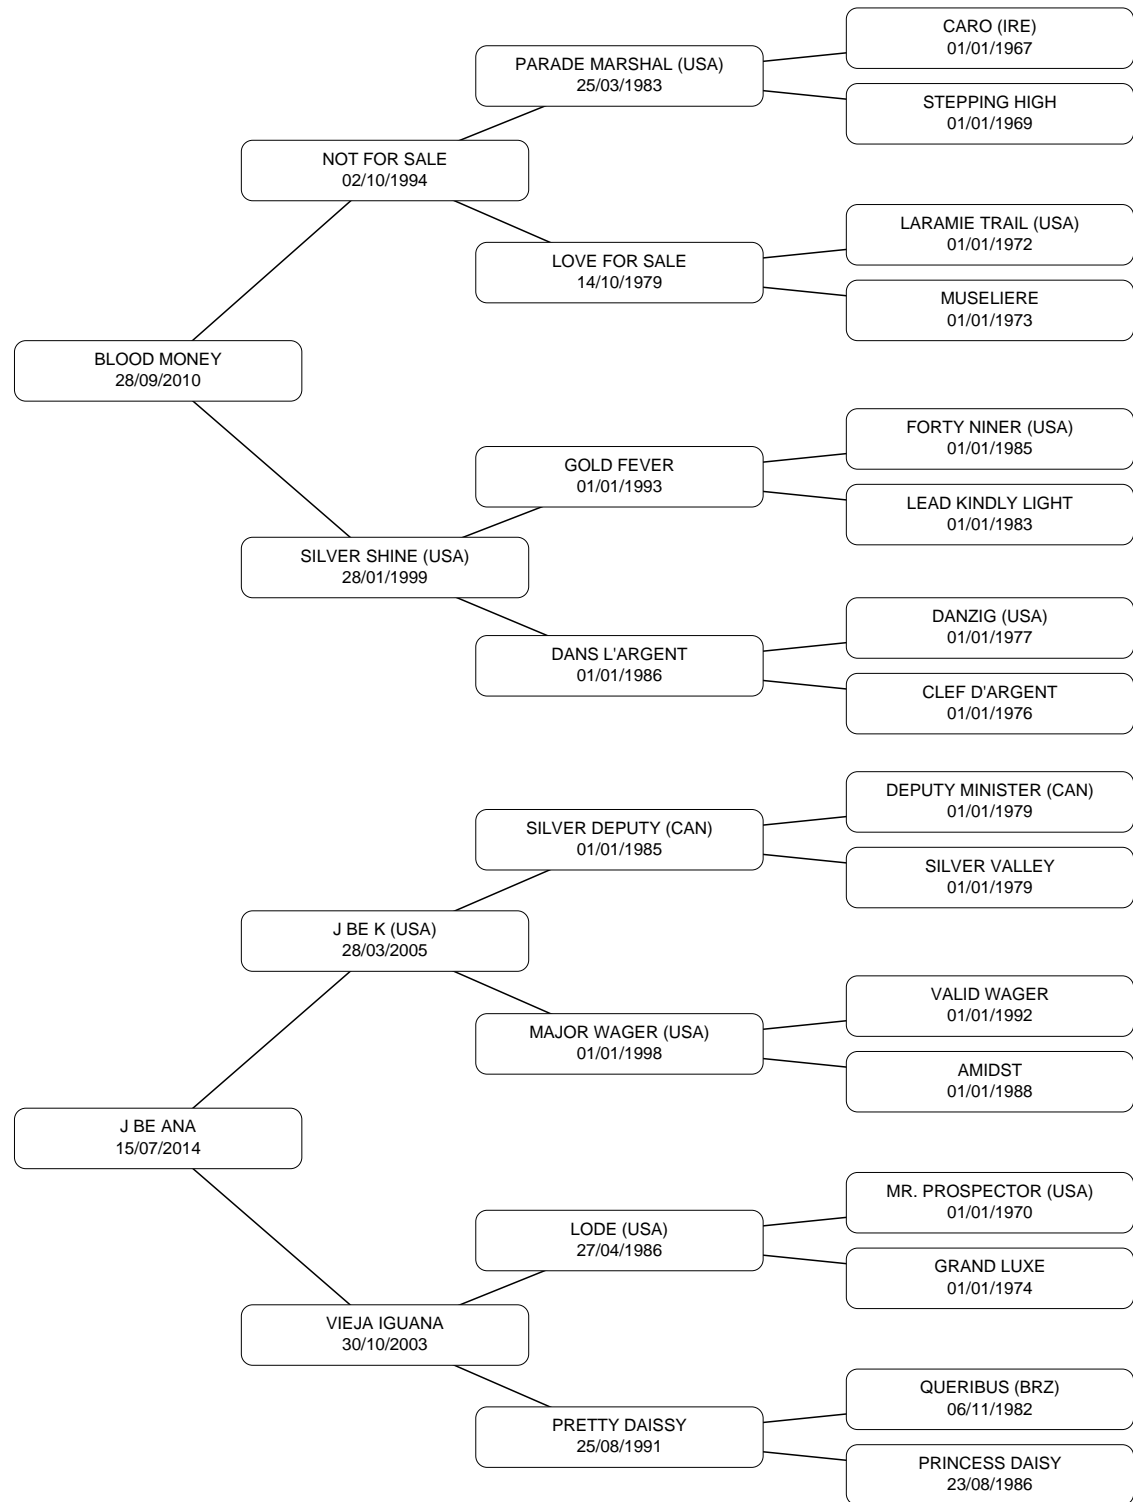 CARO (IRE)
01/01/1967
PARADE MARSHAL (USA)
25/03/1983
STEPPING HIGH
01/01/1969
NOT FOR SALE
02/10/1994
LARAMIE TRAIL (USA)
01/01/1972
LOVE FOR SALE
14/10/1979
MUSELIERE
01/01/1973
BLOOD MONEY
28/09/2010
FORTY NINER (USA)
01/01/1985
GOLD FEVER
01/01/1993
LEAD KINDLY LIGHT
01/01/1983
SILVER SHINE (USA)
28/01/1999
DANZIG (USA)
01/01/1977
DANS L'ARGENT
01/01/1986
CLEF D'ARGENT
01/01/1976
DEPUTY MINISTER (CAN)
01/01/1979
SILVER DEPUTY (CAN)
01/01/1985
SILVER VALLEY
01/01/1979
J BE K (USA)
28/03/2005
VALID WAGER
01/01/1992
MAJOR WAGER (USA)
01/01/1998
AMIDST
01/01/1988
J BE ANA
15/07/2014
MR. PROSPECTOR (USA)
01/01/1970
LODE (USA)
27/04/1986
GRAND LUXE
01/01/1974
VIEJA IGUANA
30/10/2003
QUERIBUS (BRZ)
06/11/1982
PRETTY DAISSY
25/08/1991
PRINCESS DAISY
23/08/1986